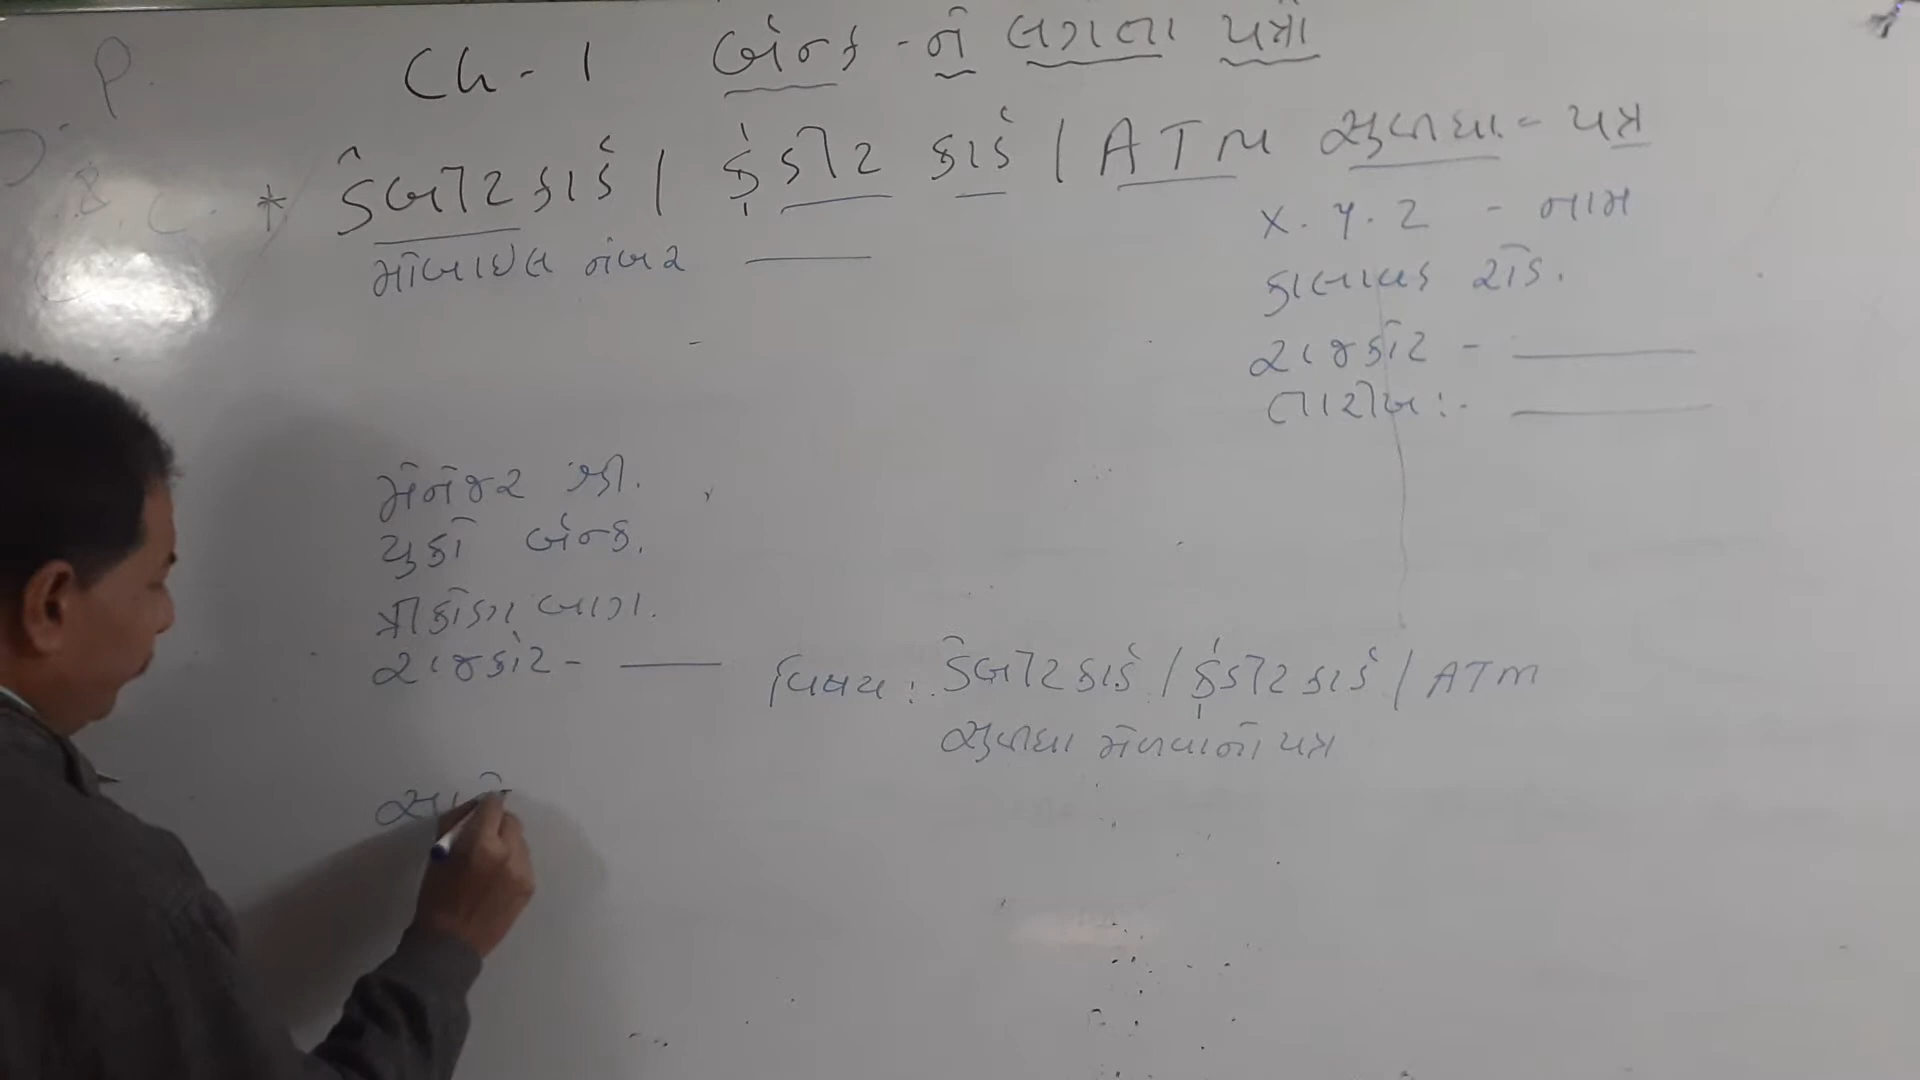 Ch - 1 બેન્ક - ને લગતા પત્રો
* ડેબીટકાર્ડ / ક્રેડીટ કાર્ડ / ATM સુવિધા - પત્ર
મોબાઇલ નંબર
X. Y. Z - નામ
કાલાવડ રોડ.
રાજકોટ -
તારીખ :-
મેનેજર શ્રી.
યુકો બેન્ક.
ત્રીકોણ બાગ.
રાજકોટ -
વિષય : ડેબીટકાર્ડ / ક્રેડીટકાર્ડ / ATM
સુવિધા મેળવવાનો પત્ર